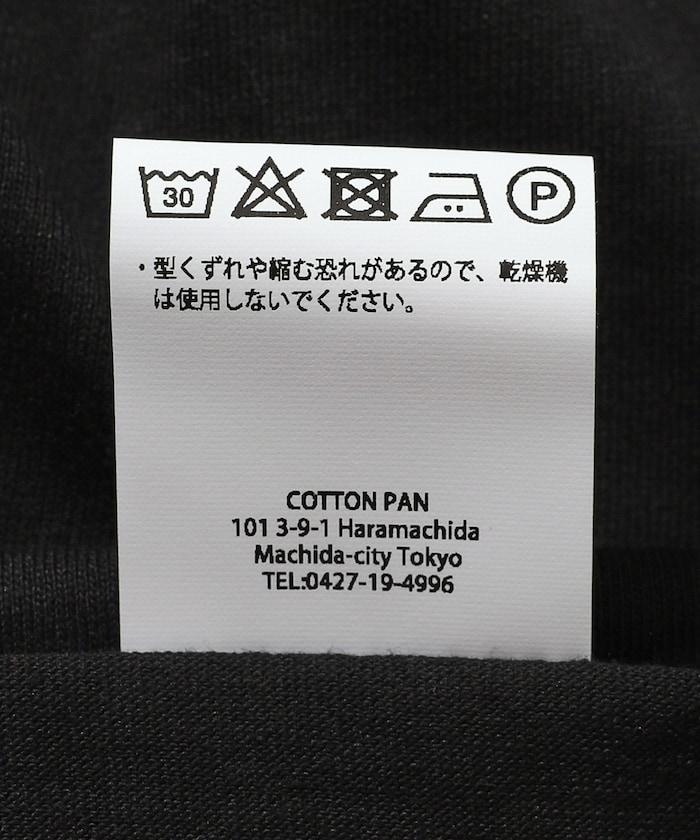 30 P
・型くずれや縮む恐れがあるので、乾燥機
は使用しないでください。
COTTON PAN
101 3-9-1 Haramachida
Machida-city Tokyo
TEL:0427-19-4996